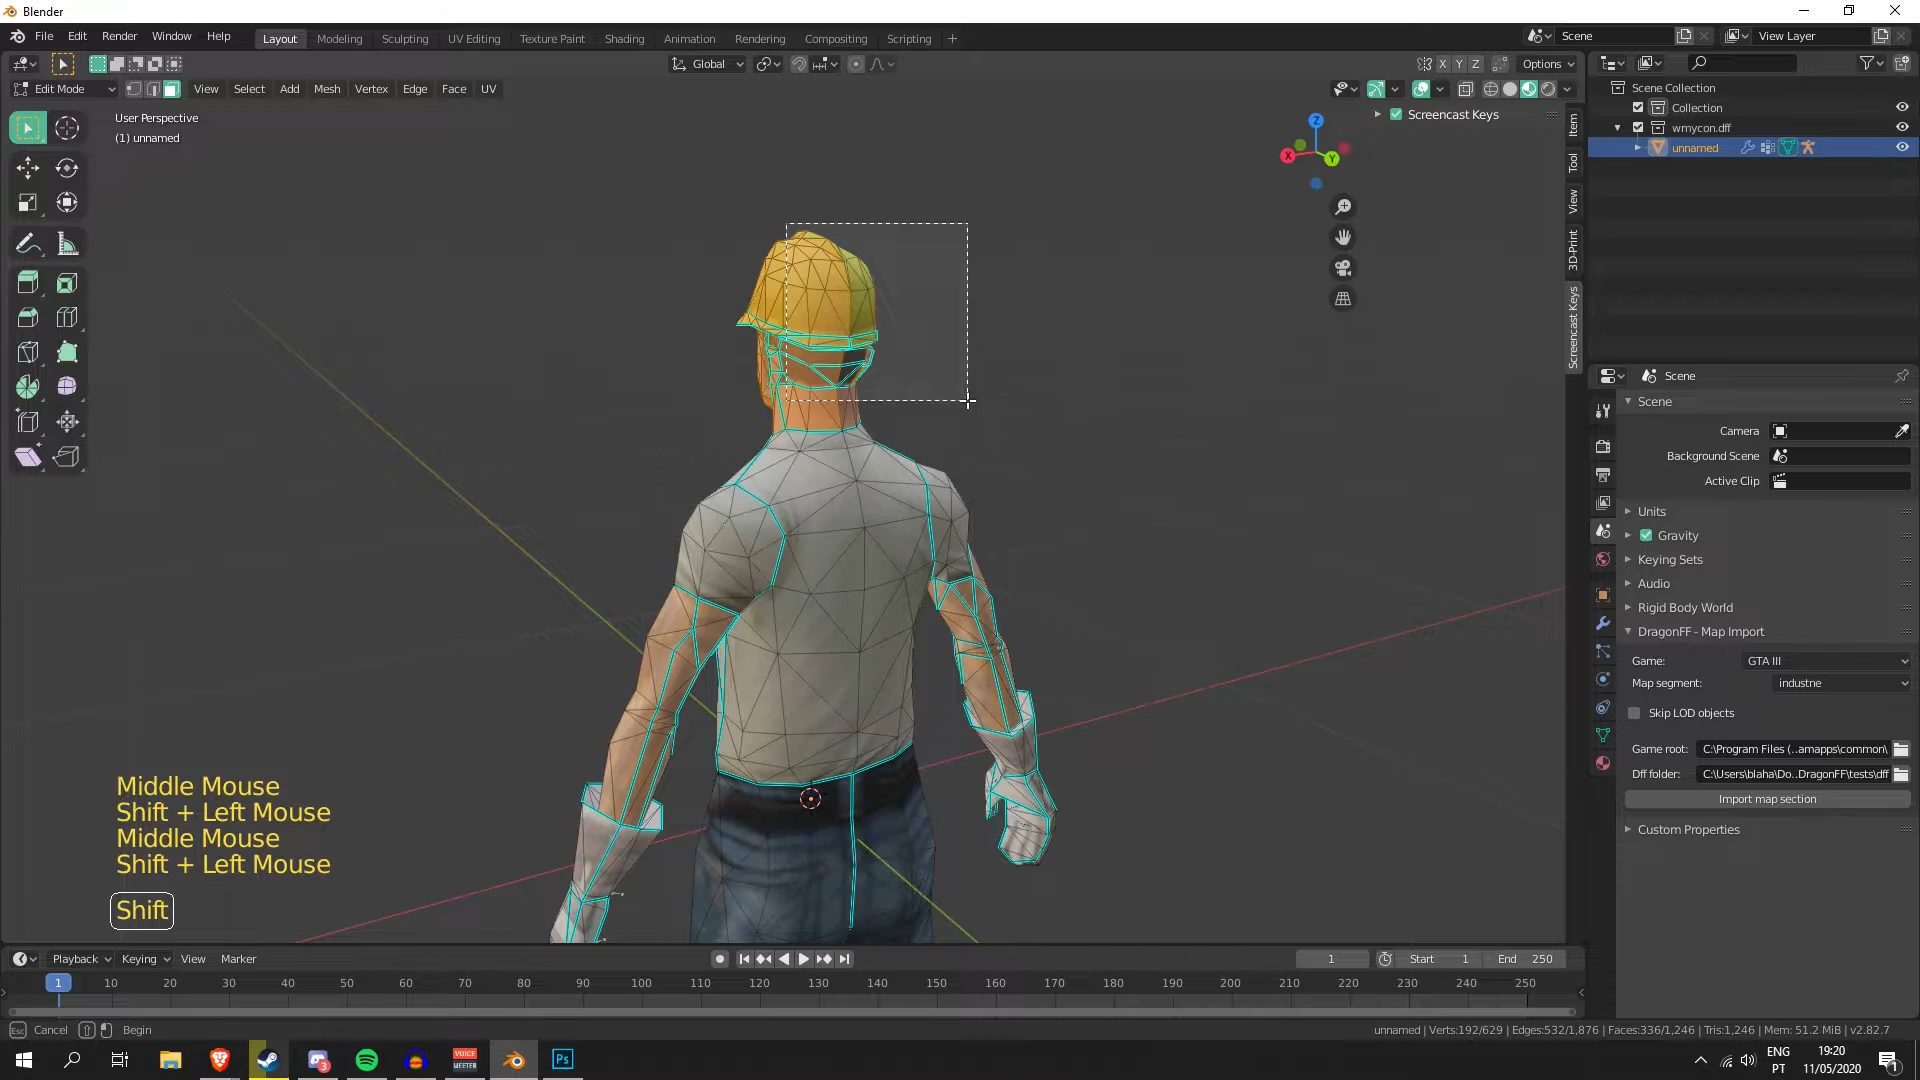 Blender
File Edit Render Window Help
Layout Modeling Sculpting UV Editing Texture Paint Shading Animation Rendering Compositing Scripting +
Scene
View Layer
Global
X Y Z
Options
Edit Mode
View Select Add Mesh Vertex Edge Face UV
User Perspective
(1) unnamed
Screencast Keys
Z
X
Y
Item
Tool
View
3D-Print
Screencast Keys
Scene Collection
Collection
wmycon.dff
unnamed
Scene
Scene
Camera
Background Scene
Active Clip
Units
Gravity
Keying Sets
Audio
Rigid Body World
DragonFF - Map Import
Game: GTA III
Map segment: industne
Skip LOD objects
Game root: C:\Program Files (..amapps\common\
Dff folder: C:\Users\blaha\Do..DragonFF\tests\dff
Import map section
Custom Properties
Middle Mouse
Shift + Left Mouse
Middle Mouse
Shift + Left Mouse
Shift
Playback Keying View Marker
1
Start 1
End 250
1 10 20 30 40 50 60 70 80 90 100 110 120 130 140 150 160 170 180 190 200 210 220 230 240 250
Esc Cancel
Begin
unnamed | Verts:192/629 | Edges:532/1,876 | Faces:336/1,246 | Tris:1,246 | Mem: 51.2 MiB | v2.82.7
3
VOICE
MEETER
Ps
ENG
PT
19:20
11/05/2020
1